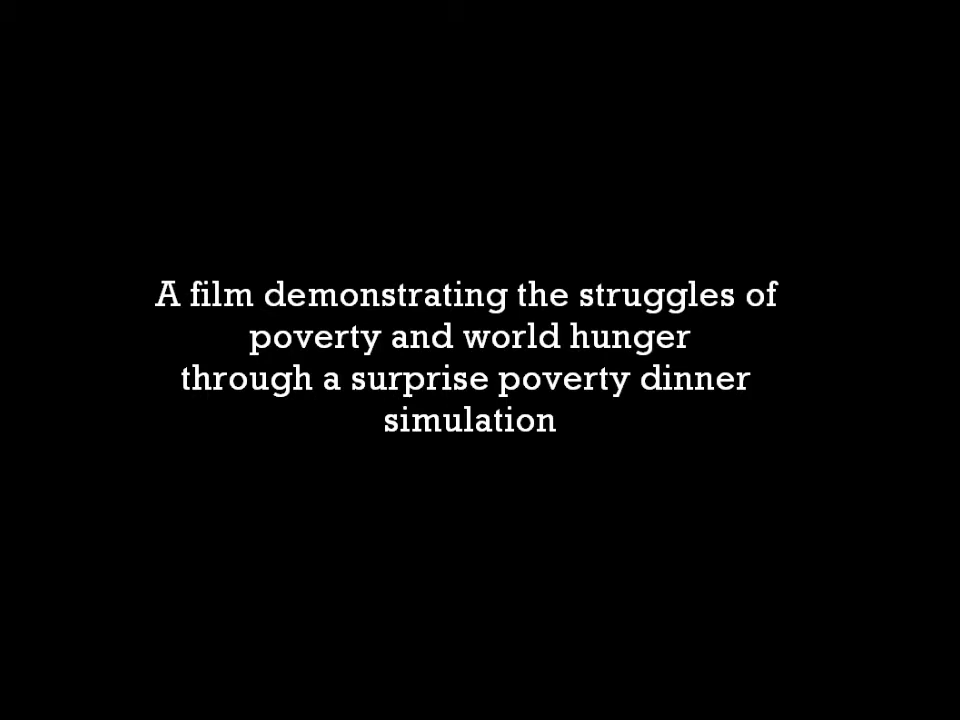 A film demonstrating the struggles of
poverty and world hunger
through a surprise poverty dinner
simulation